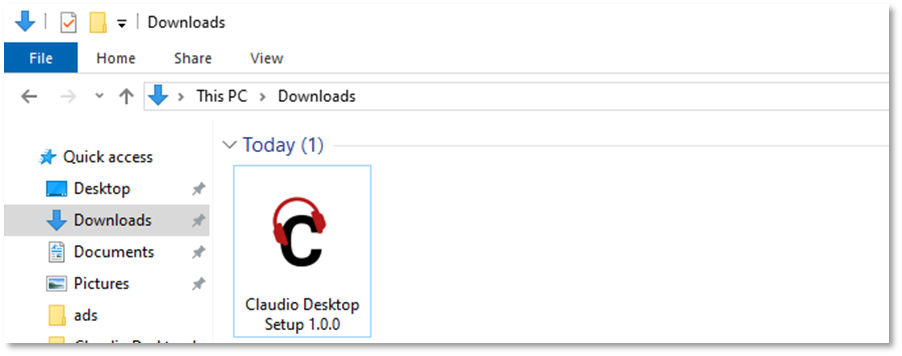 Downloads
File Home Share View
This PC > Downloads
Quick access
Desktop
Downloads
Documents
Pictures
ads
Today (1)
C
Claudio Desktop
Setup 1.0.0